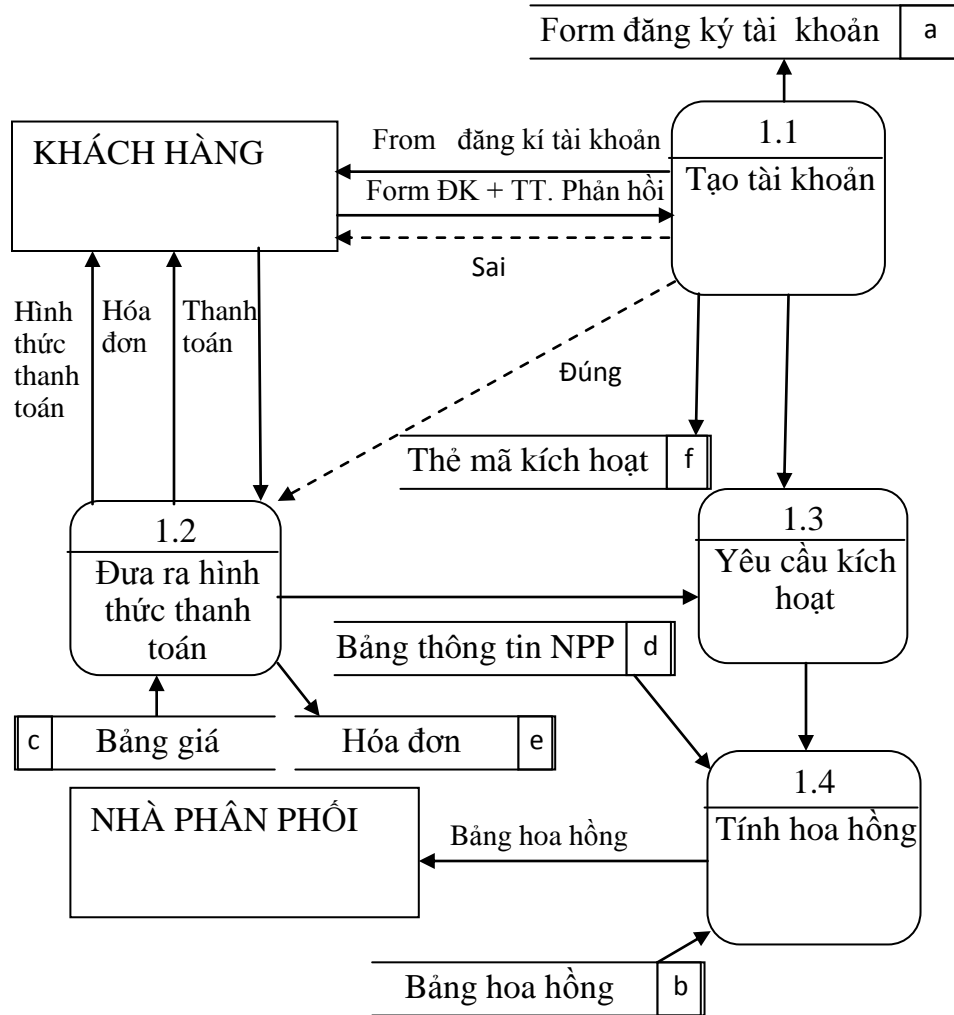 Form đăng ký tài khoản a
1.1
Tạo tài khoản
KHÁCH HÀNG
From đăng kí tài khoản
Form ĐK + TT. Phản hồi
Sai
Hình
thức
thanh
toán
Hóa
đơn
Thanh
toán
Đúng
Thẻ mã kích hoạt f
1.2
Đưa ra hình
thức thanh
toán
1.3
Yêu cầu kích
hoạt
Bảng thông tin NPP d
c Bảng giá
Hóa đơn e
1.4
Tính hoa hồng
NHÀ PHÂN PHỐI
Bảng hoa hồng
Bảng hoa hồng b